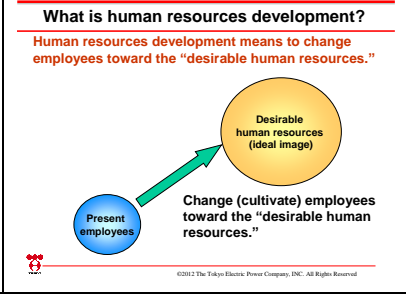 What is human resources development?
Human resources development means to change
employees toward the “desirable human resources.”
Desirable
human resources
(ideal image)
Change (cultivate) employees
toward the “desirable human
resources.”
Present
employees
©2012 The Tokyo Electric Power Company, INC. All Rights Reserved